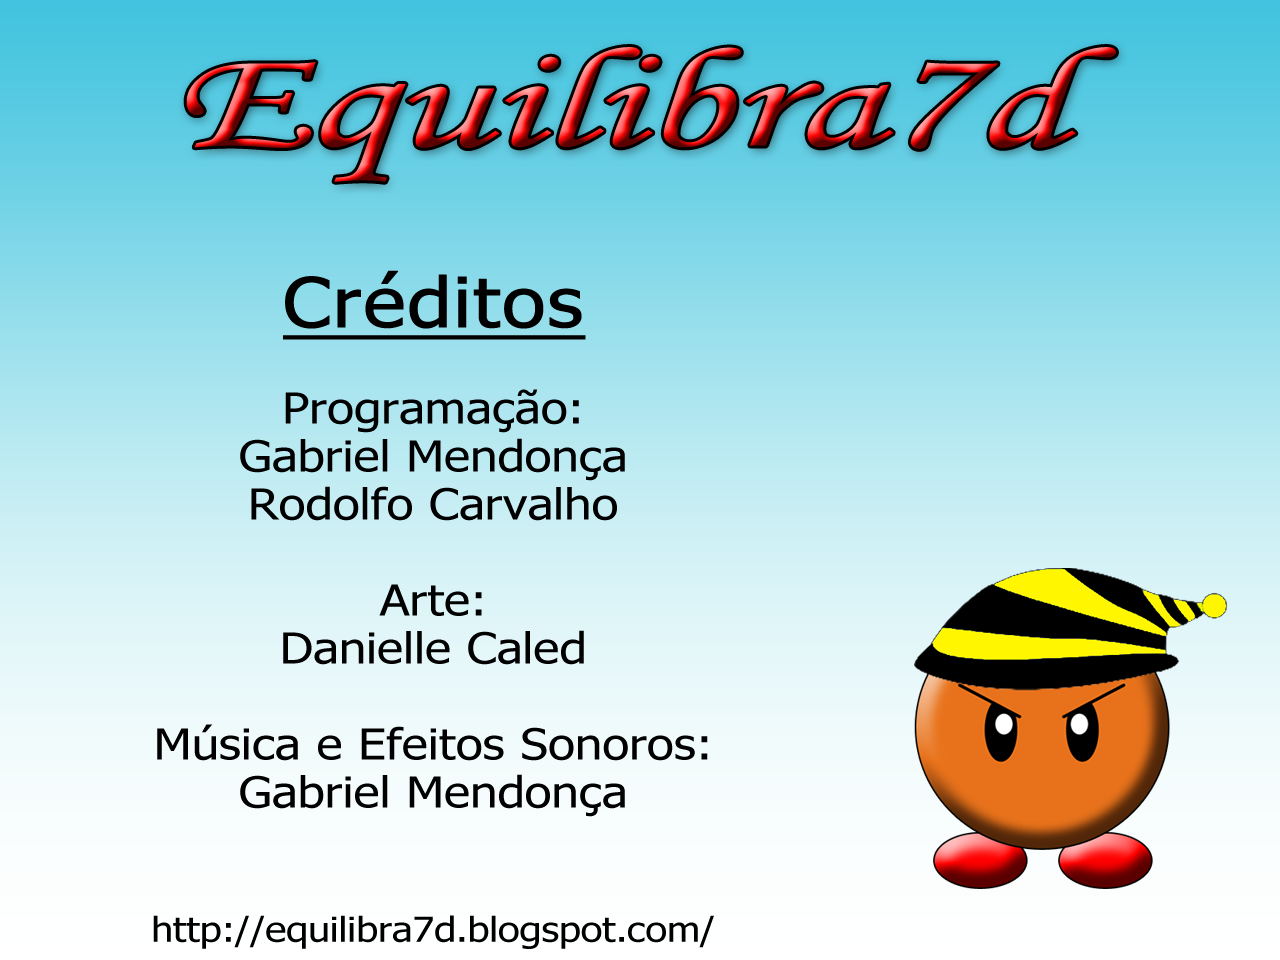 Equilibra7d
Créditos
Programação:
Gabriel Mendonça
Rodolfo Carvalho
Arte:
Danielle Caled
Música e Efeitos Sonoros:
Gabriel Mendonça
http://equilibra7d.blogspot.com/